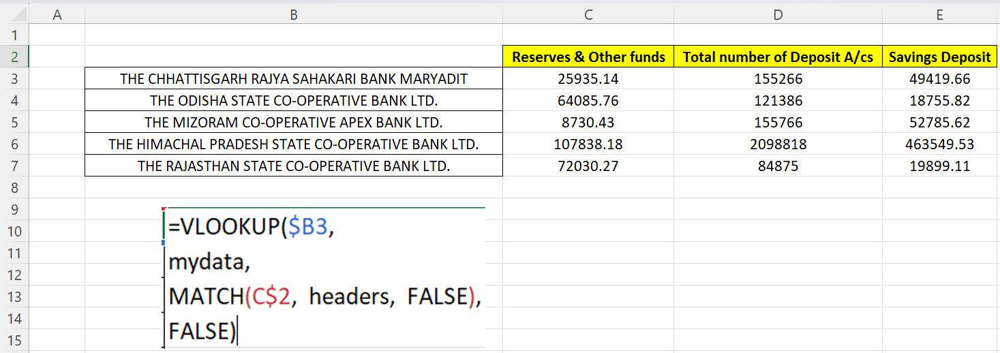 A B C D E
1
2 Reserves & Other funds Total number of Deposit A/cs Savings Deposit
3 THE CHHATTISGARH RAJYA SAHAKARI BANK MARYADIT 25935.14 155266 49419.66
4 THE ODISHA STATE CO-OPERATIVE BANK LTD. 64085.76 121386 18755.82
5 THE MIZORAM CO-OPERATIVE APEX BANK LTD. 8730.43 155766 52785.62
6 THE HIMACHAL PRADESH STATE CO-OPERATIVE BANK LTD. 107838.18 2098818 463549.53
7 THE RAJASTHAN STATE CO-OPERATIVE BANK LTD. 72030.27 84875 19899.11
8
9
10 =VLOOKUP($B3,
11
12 mydata,
13 MATCH(C$2, headers, FALSE),
14
15 FALSE)